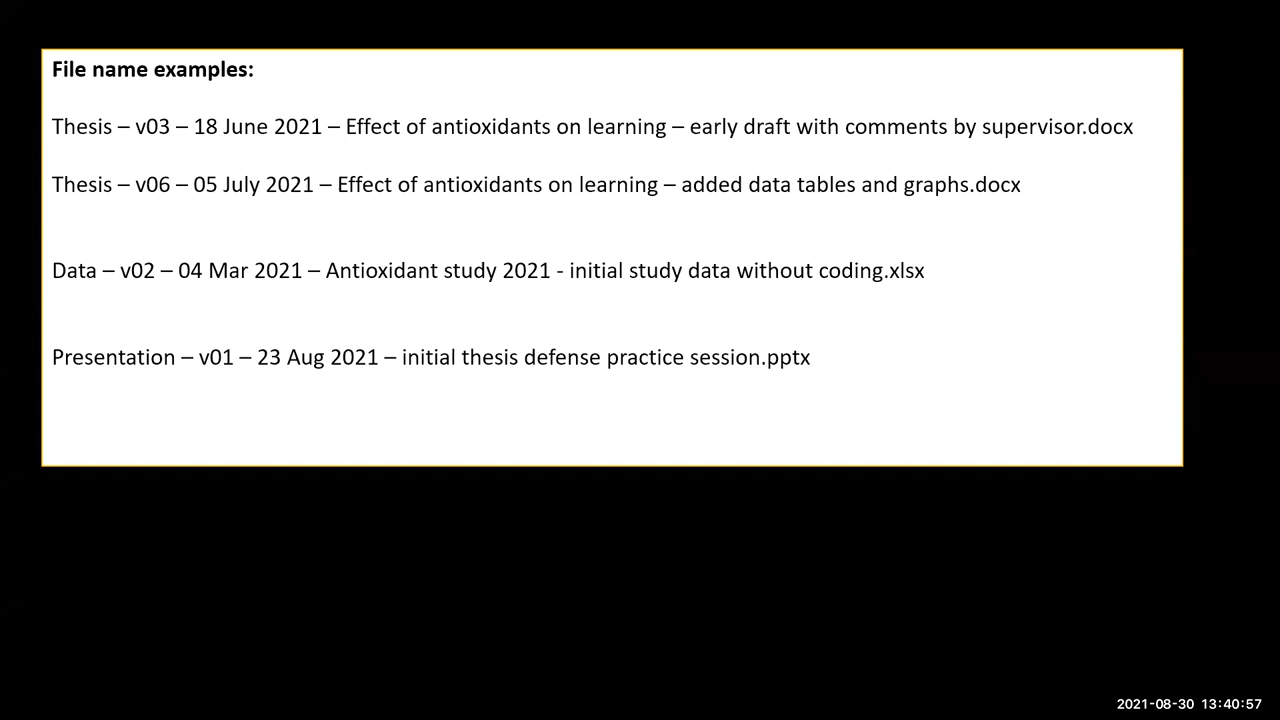 File name examples:
Thesis – v03 – 18 June 2021 – Effect of antioxidants on learning – early draft with comments by supervisor.docx
Thesis – v06 – 05 July 2021 – Effect of antioxidants on learning – added data tables and graphs.docx
Data – v02 – 04 Mar 2021 – Antioxidant study 2021 - initial study data without coding.xlsx
Presentation – v01 – 23 Aug 2021 – initial thesis defense practice session.pptx
2021-08-30 13:40:57